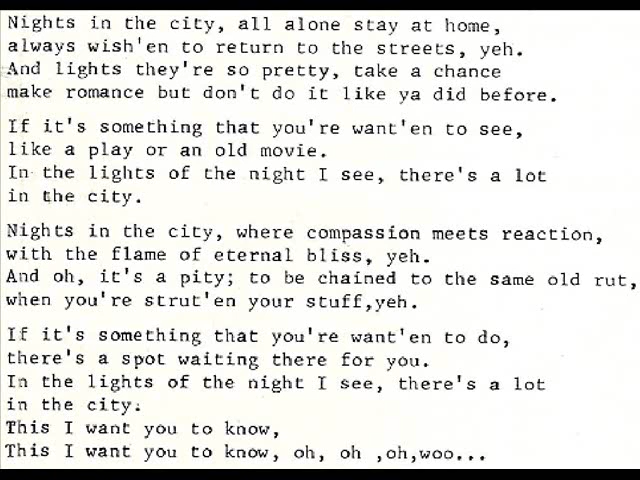 Nights in the city, all alone stay at home,
always wish'en to return to the streets, yeh.
And lights they're so pretty, take a chance
make romance but don't do it like ya did before.
If it's something that you're want'en to see,
like a play or an old movie.
In the lights of the night I see, there's a lot
in the city.
Nights in the city, where compassion meets reaction,
with the flame of eternal bliss, yeh.
And oh, it's a pity; to be chained to the same old rut,
when you're strut'en your stuff,yeh.
If it's something that you're want'en to do,
there's a spot waiting there for you.
In the lights of the night I see, there's a lot
in the city.
This I want you to know,
This I want you to know, oh, oh ,oh,woo...